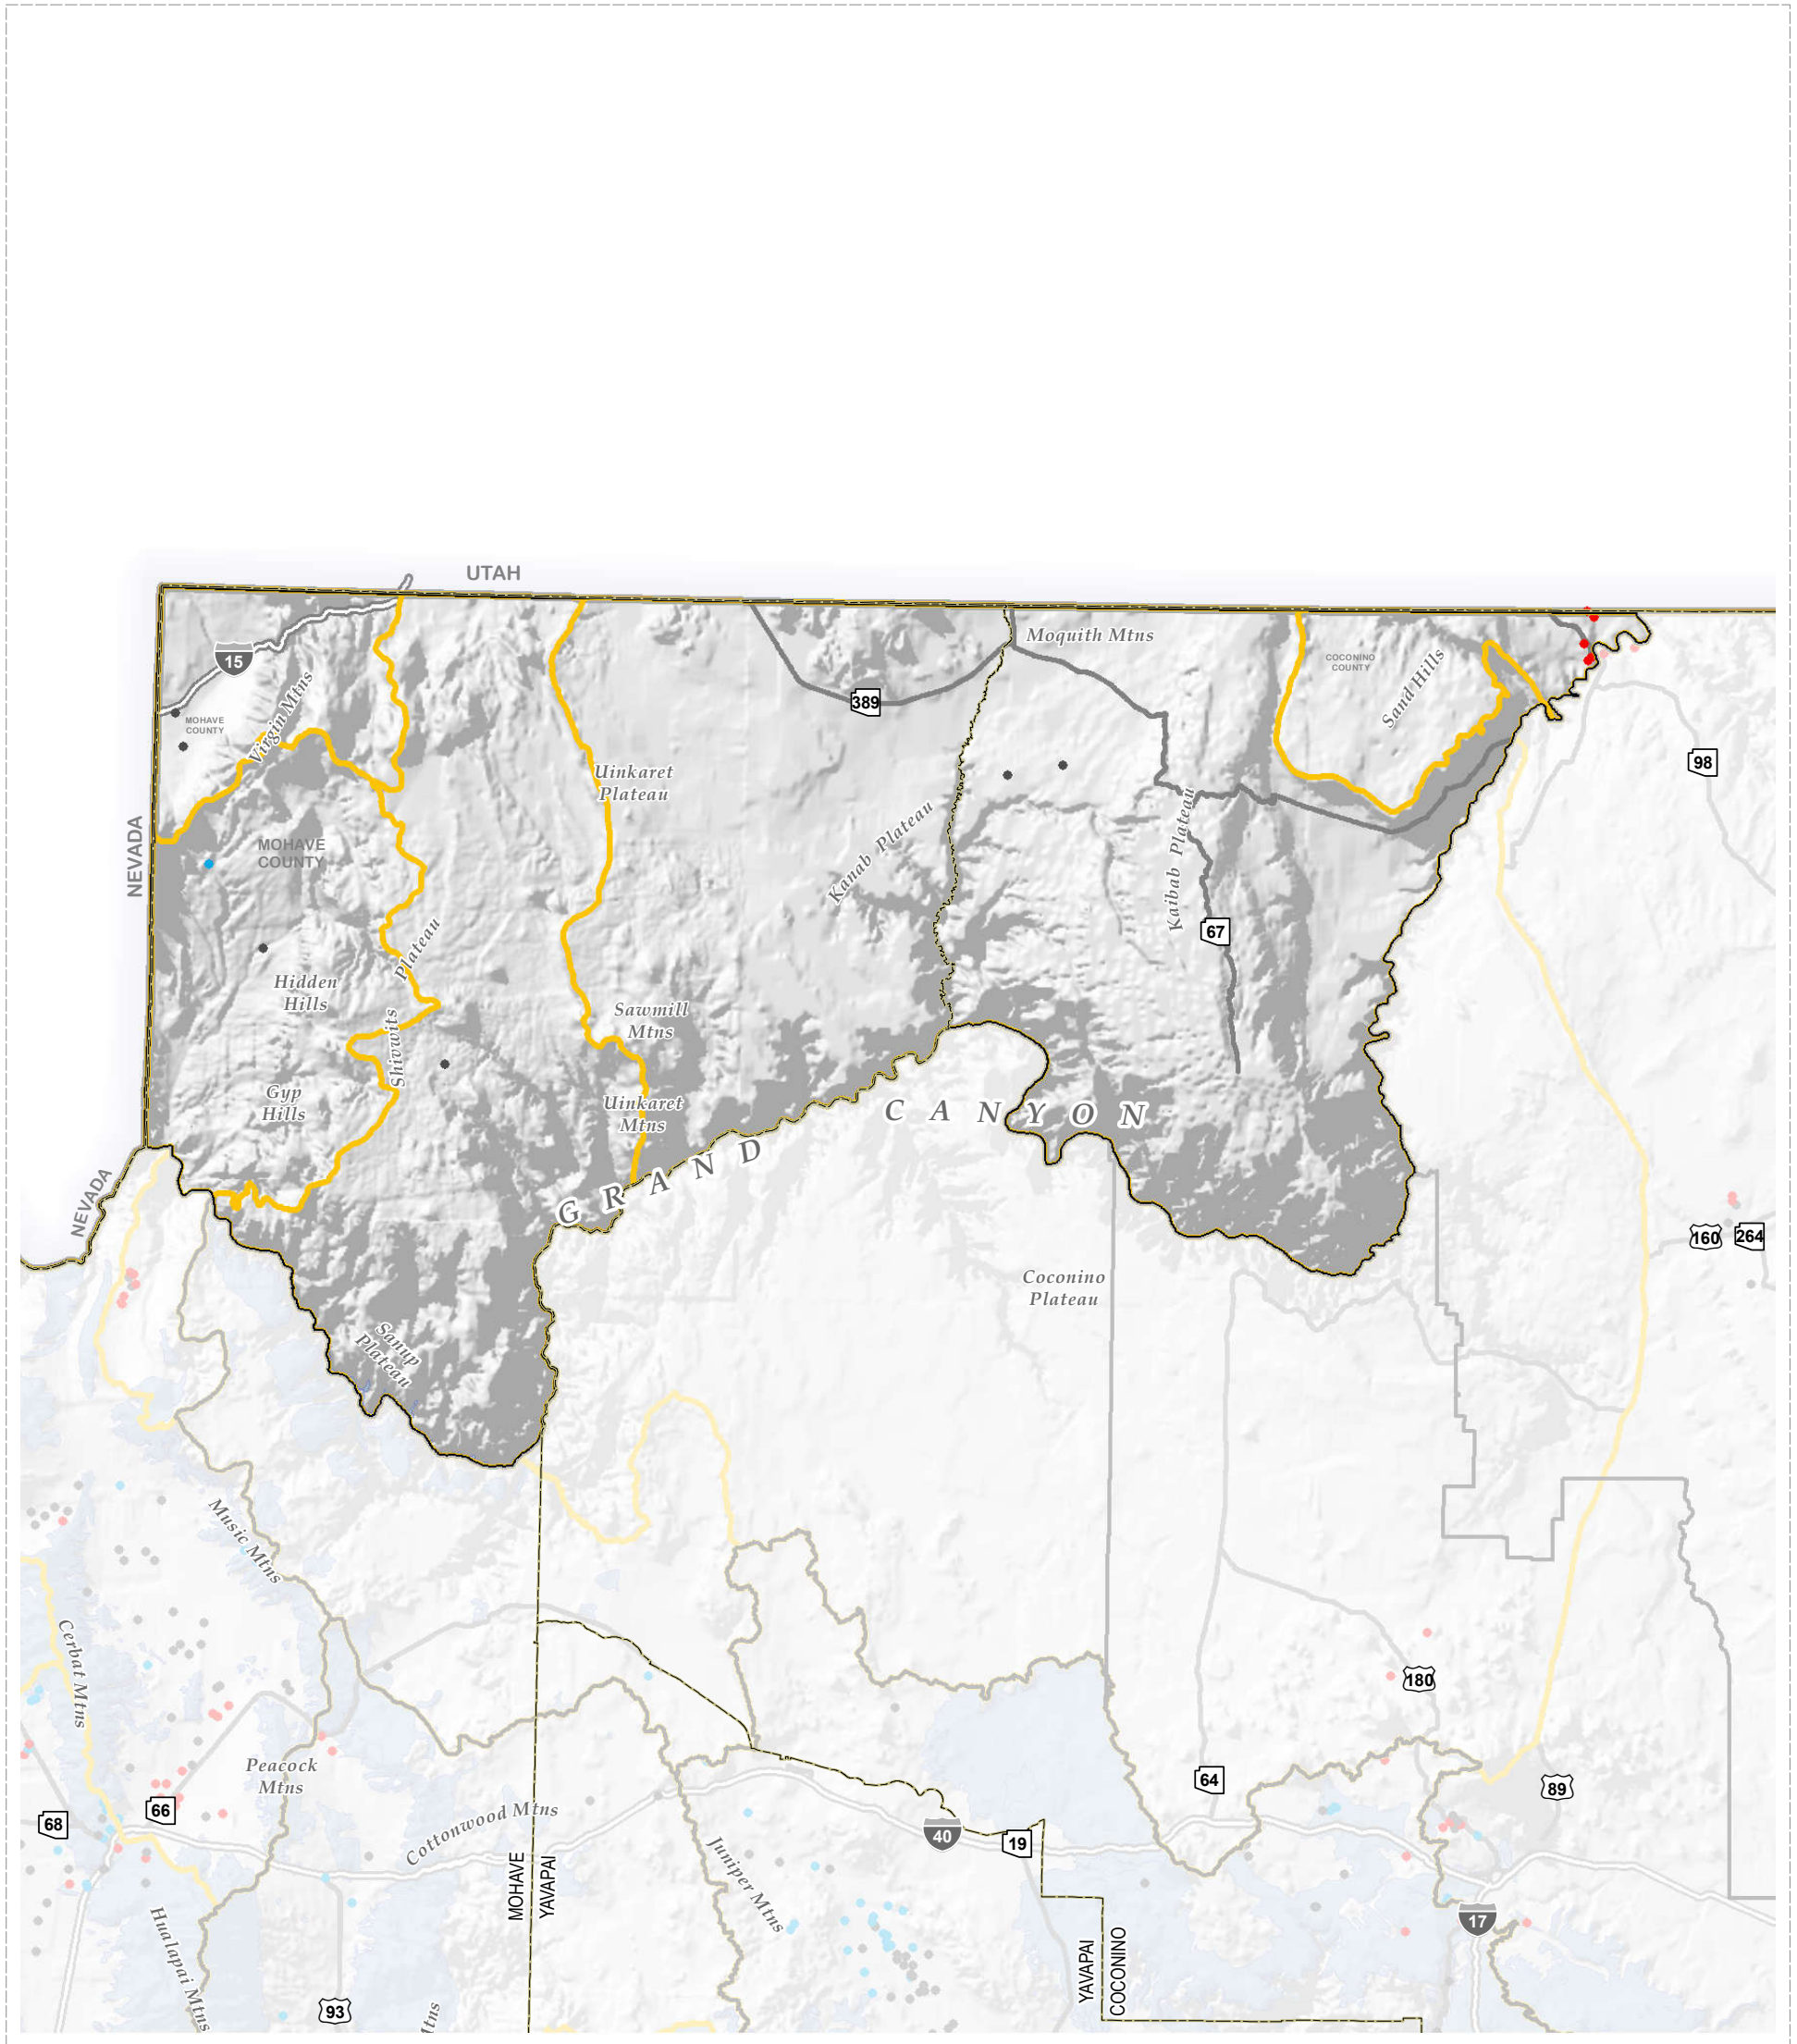 UTAH
15
Moquith Mtns
COCONINO
COUNTY
Sand Hills
Virgin Mtns
MOHAVE
COUNTY
389
98
Uinkaret
Plateau
NEVADA
MOHAVE
COUNTY
Kanab Plateau
Kaibab Plateau
67
Plateau
Hidden
Hills
Sawmill
Mtns
Shivwits
Gyp
Hills
Uinkaret
Mtns
GRAND CANYON
NEVADA
160
264
Coconino
Plateau
Sanup
Plateau
Music Mtns
Cerbat Mtns
180
Peacock
Mtns
64
89
66
68
Cottonwood Mtns
40
19
Juniper Mtns
MOHAVE
YAVAPAI
17
Hualapai Mtns
YAVAPAI
COCONINO
93
Mtns